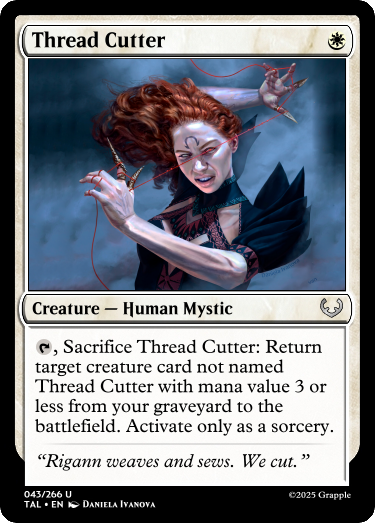 Thread Cutter
Creature — Human Mystic
, Sacrifice Thread Cutter: Return
target creature card not named
Thread Cutter with mana value 3 or
less from your graveyard to the
battlefield. Activate only as a sorcery.
“Rigann weaves and sews. We cut.”
043/266 U
TAL • EN Daniela Ivanova
©2025 Grapple